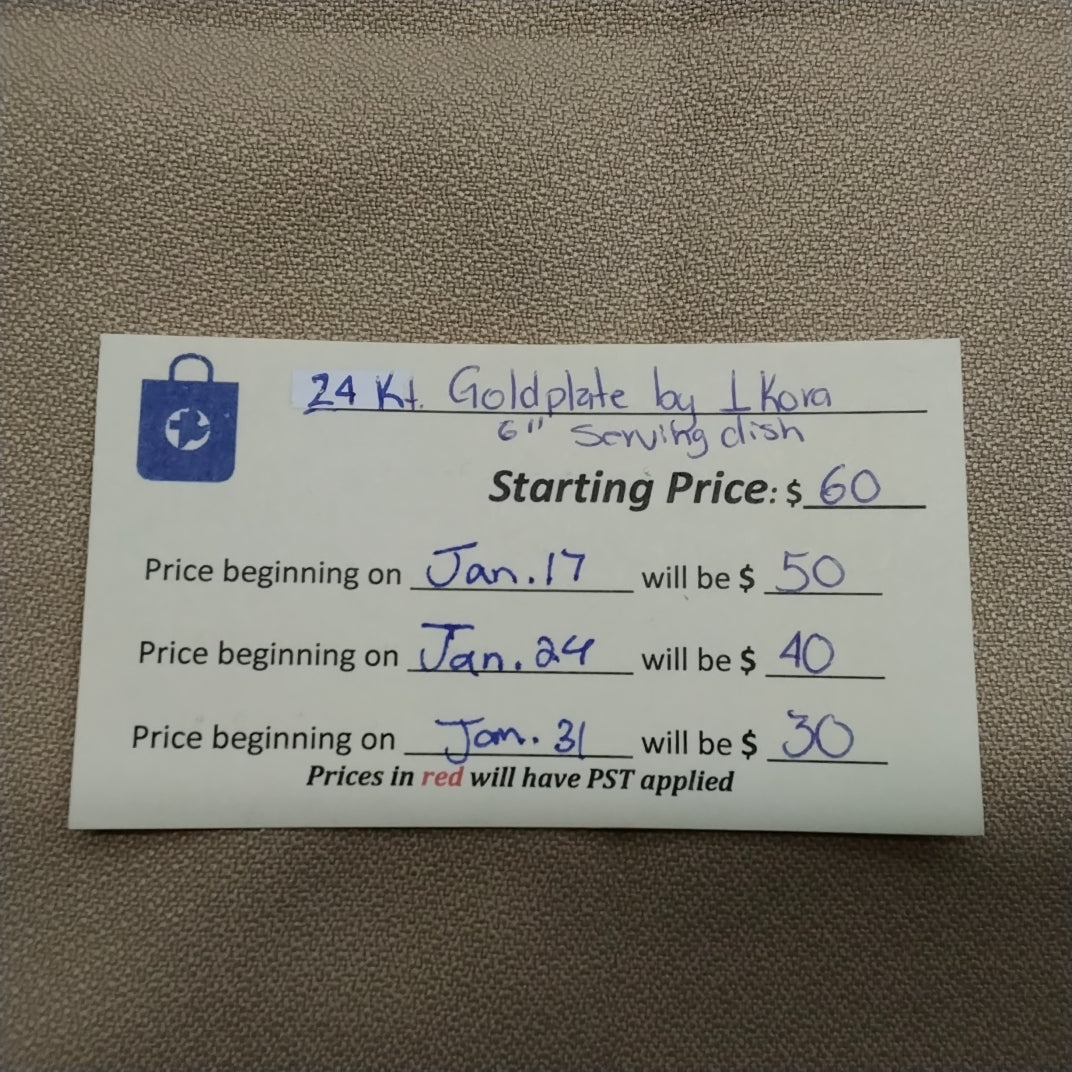 24 Kt. Goldplate by Ikora
6" Serving dish
Starting Price: $ 60
Price beginning on Jan. 17 will be $ 50
Price beginning on Jan. 24 will be $ 40
Price beginning on Jan. 31 will be $ 30
Prices in red will have PST applied